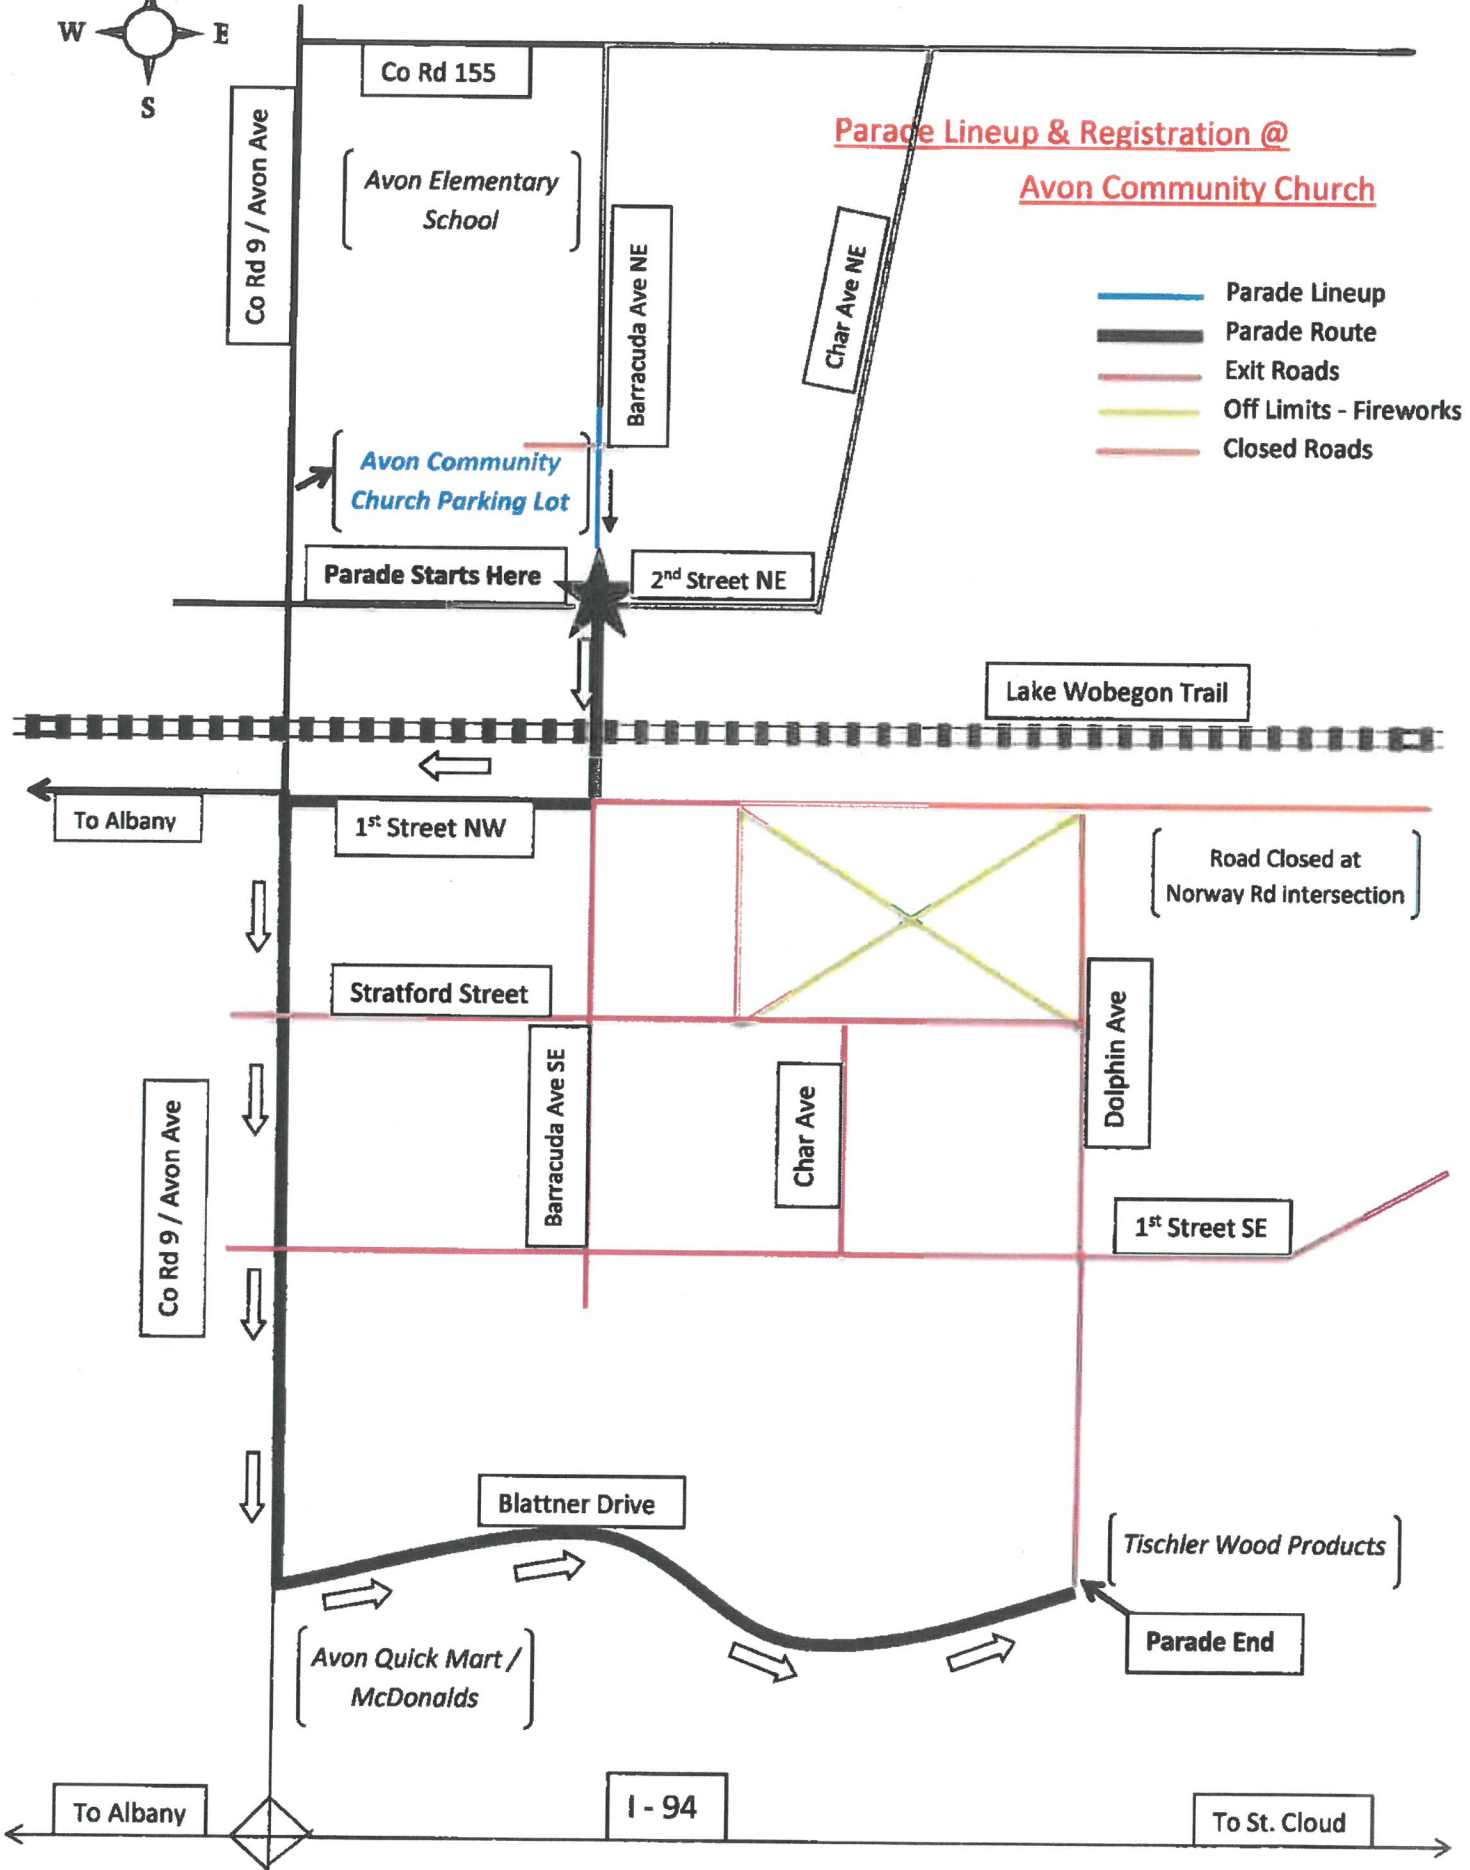 W E
S
Co Rd 155
Co Rd 9 / Avon Ave
Parade Lineup & Registration @
Avon Community Church
Avon Elementary
School
Barracuda Ave NE
Char Ave NE
Parade Lineup
Parade Route
Exit Roads
Off Limits - Fireworks
Closed Roads
Avon Community
Church Parking Lot
Parade Starts Here
2nd Street NE
Lake Wobegon Trail
To Albany
1st Street NW
Road Closed at
Norway Rd intersection
Stratford Street
Dolphin Ave
Barracuda Ave SE
Char Ave
Co Rd 9 / Avon Ave
1st Street SE
Blattner Drive
Tischler Wood Products
Parade End
Avon Quick Mart /
McDonalds
To Albany
I - 94
To St. Cloud